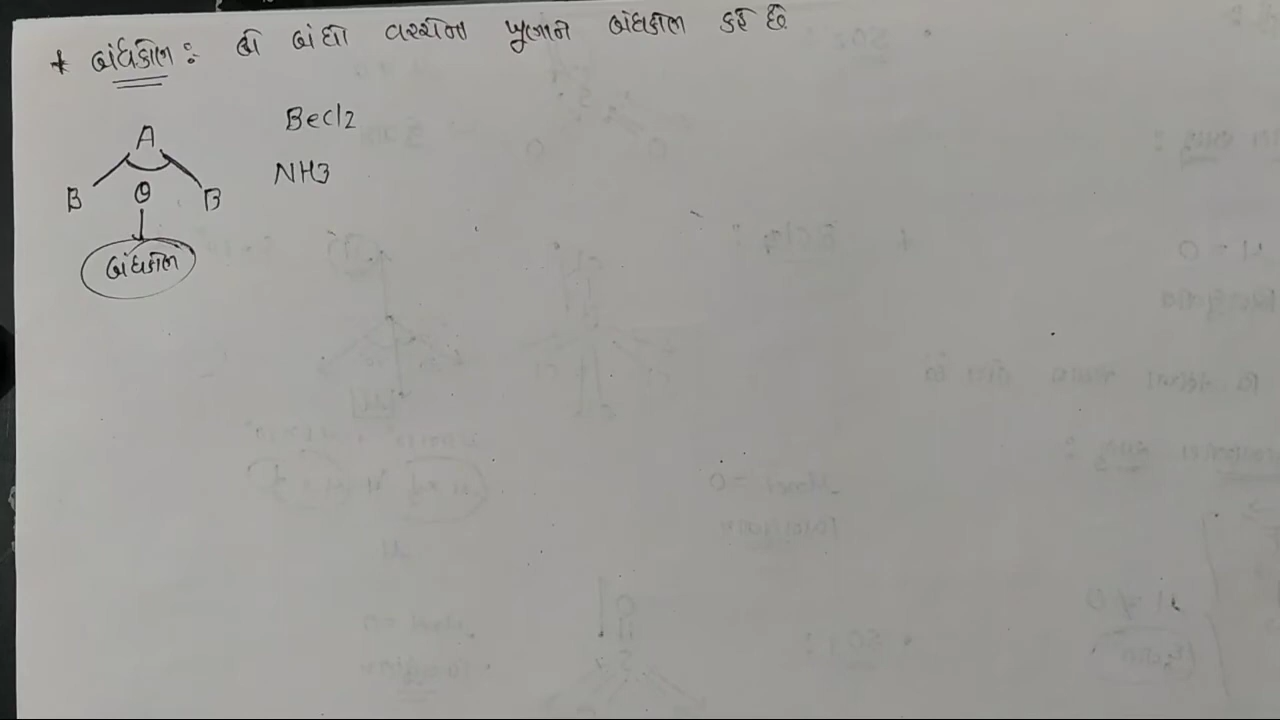 * બંધકોણ : બે બંધો વચ્ચેના ખુણાને બંધકોણ કહે છે
A
B θ B
બંધકોણ
BeCl2
NH3